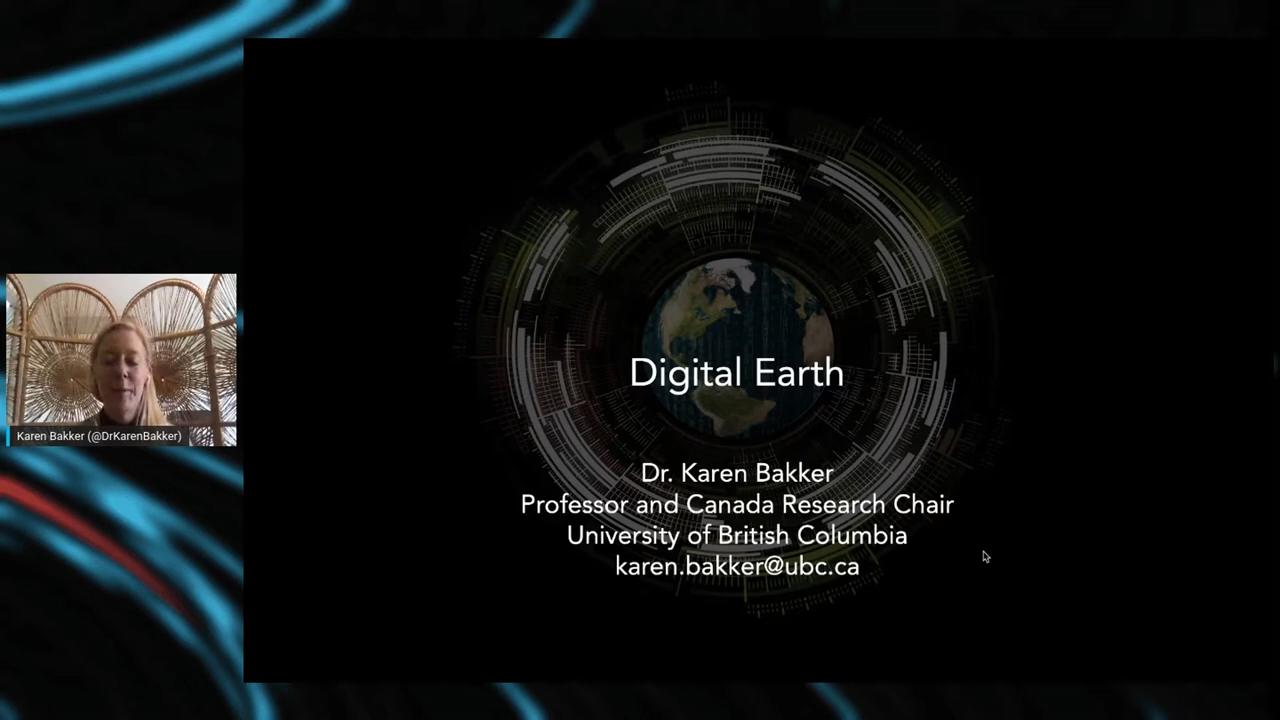 Digital Earth
Dr. Karen Bakker
Professor and Canada Research Chair
University of British Columbia
karen.bakker@ubc.ca
Karen Bakker (@DrKarenBakker)